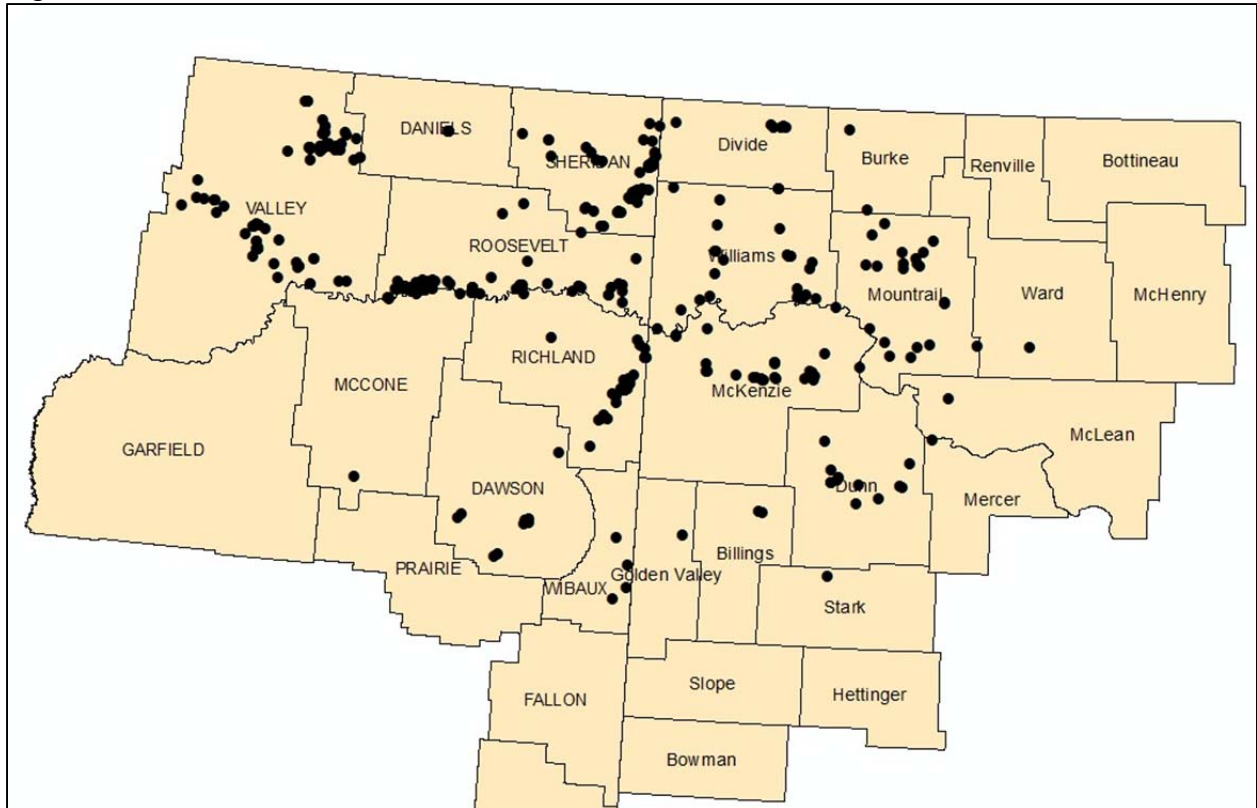 DANIELS
SHERIDAN
Divide
Burke
Renville
Bottineau
VALLEY
ROOSEVELT
Williams
Mountrail
Ward
McHenry
RICHLAND
MCCONE
McKenzie
GARFIELD
McLean
DAWSON
Dunn
Mercer
PRAIRIE
WIBAUX
Golden Valley
Billings
Stark
FALLON
Slope
Hettinger
Bowman